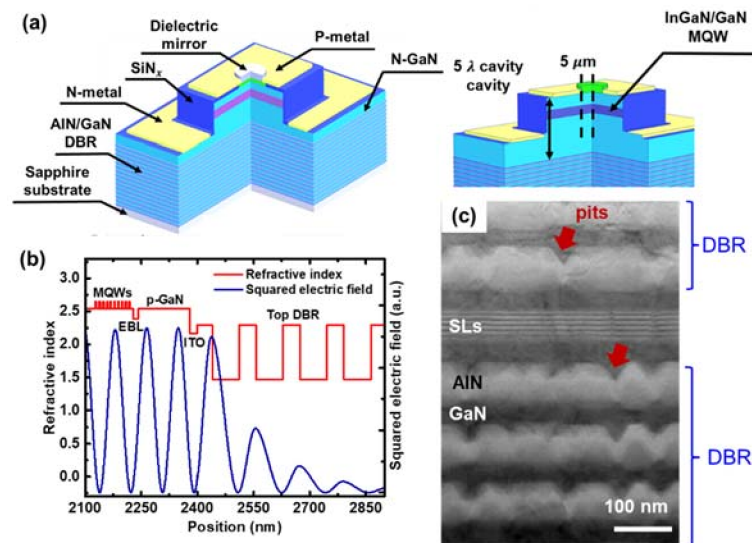 (a)
Dielectric
mirror
P-metal
SiNx
N-GaN
N-metal
AlN/GaN
DBR
Sapphire
substrate
InGaN/GaN
MQW
5 λ cavity
cavity
5 μm
(b)
Refractive index
Squared electric field
MQWs
p-GaN
EBL
ITO
Top DBR
3.0
2.5
2.0
1.5
1.0
0.5
0.0
Refractive index
Squared electric field (a.u.)
2100 2250 2400 2550 2700 2850
Position (nm)
(c)
pits
DBR
SLs
AlN
GaN
DBR
100 nm